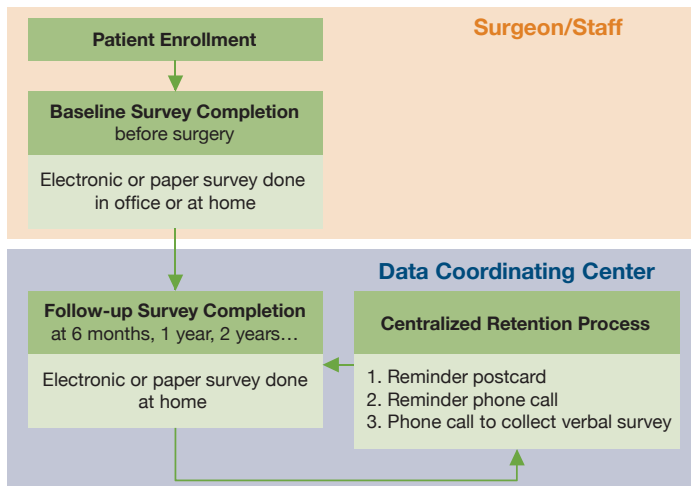 Surgeon/Staff
Patient Enrollment
Baseline Survey Completion
before surgery
Electronic or paper survey done
in office or at home
Data Coordinating Center
Follow-up Survey Completion
at 6 months, 1 year, 2 years…
Electronic or paper survey done
at home
Centralized Retention Process
1. Reminder postcard
2. Reminder phone call
3. Phone call to collect verbal survey